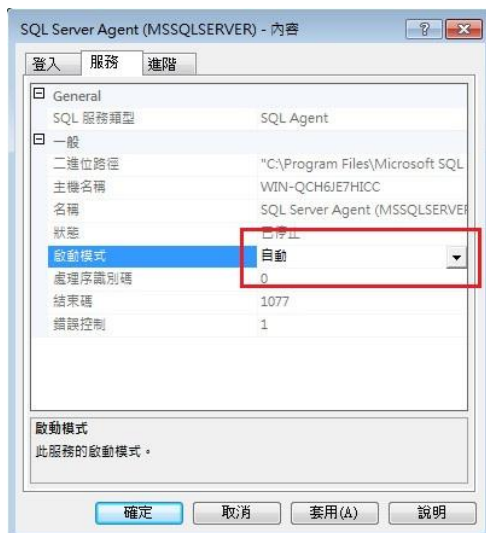 SQL Server Agent (MSSQLSERVER) - 內容
登入 服務 進階
General
SQL 服務類型 SQL Agent
一般
二進位路徑 "C:\Program Files\Microsoft SQL
主機名稱 WIN-QCH6JE7HICC
名稱 SQL Server Agent (MSSQLSERVER
狀態 已停止
啟動模式 自動
處理序識別碼 0
結束碼 1077
錯誤控制 1
啟動模式
此服務的啟動模式。
確定 取消 套用(A) 說明